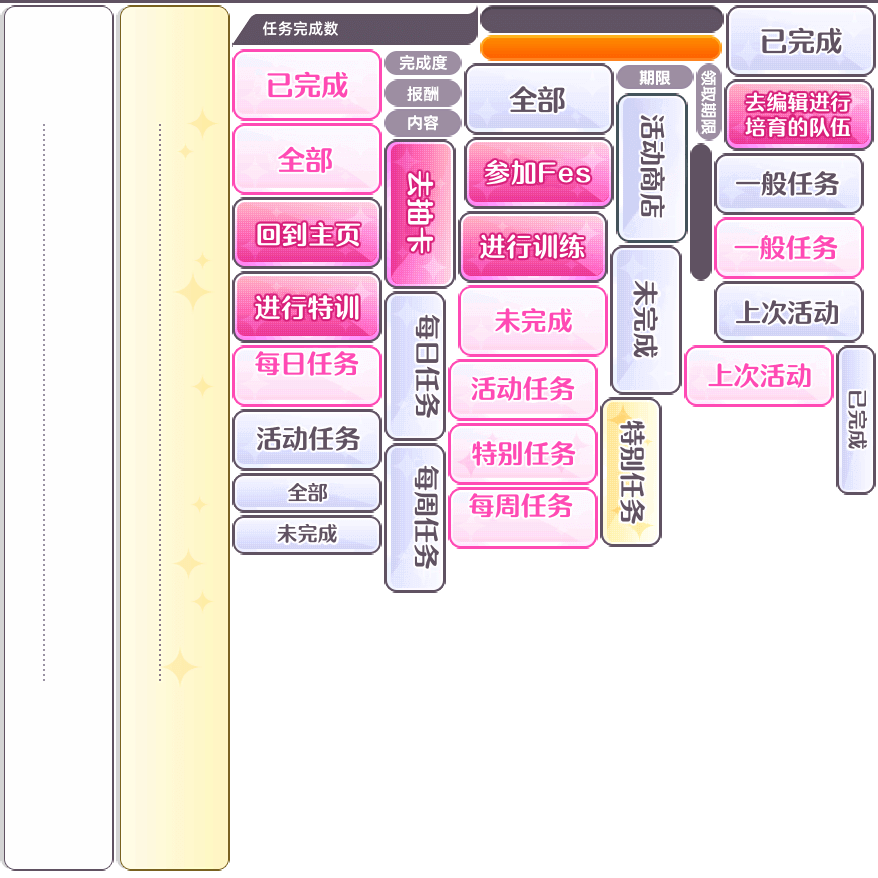 任务完成数
已完成
全部
回到主页
进行特训
每日任务
活动任务
全部
未完成
完成度
报酬
内容
去抽卡
每日任务
每周任务
全部
参加Fes
进行训练
未完成
活动任务
特别任务
每周任务
期限
活动商店
未完成
特别任务
领取期限
已完成
去编辑进行
培育的队伍
一般任务
一般任务
上次活动
上次活动
已完成